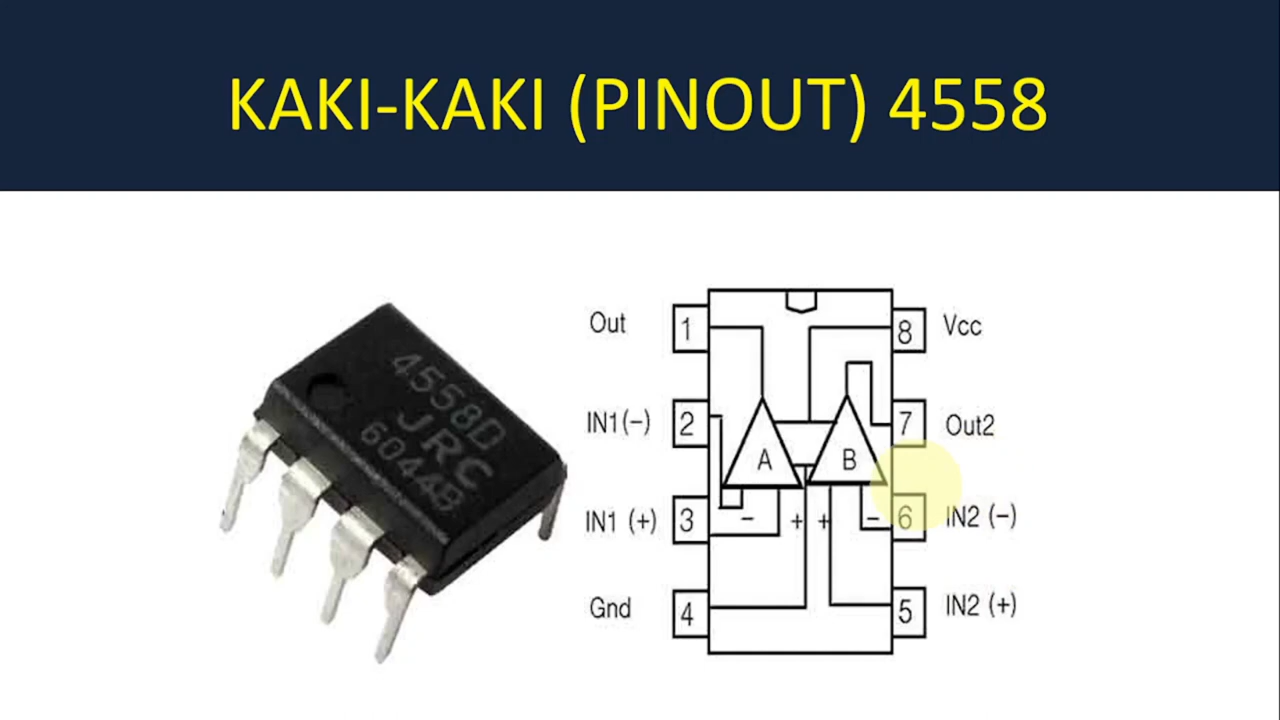 KAKI-KAKI (PINOUT) 4558
4558D
JRC
6044B
Out 1
8 Vcc
IN1(−) 2
7 Out2
A
B
IN1 (+) 3
− + + −
6 IN2 (−)
Gnd 4
5 IN2 (+)